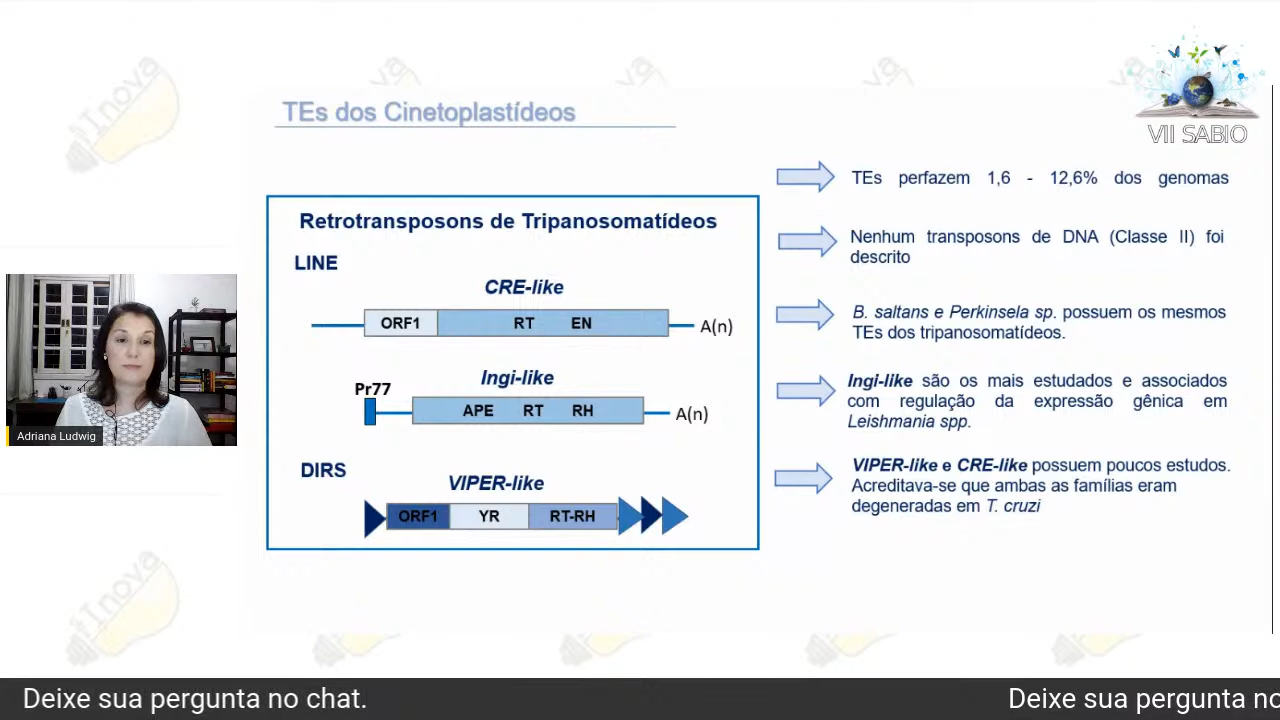 TEs dos Cinetoplastídeos
VII SABIO
Retrotransposons de Tripanosomatídeos
LINE
CRE-like
ORF1 RT EN A(n)
Ingi-like
Pr77
APE RT RH A(n)
DIRS
VIPER-like
ORF1 YR RT-RH
TEs perfazem 1,6 - 12,6% dos genomas
Nenhum transposons de DNA (Classe II) foi
descrito
B. saltans e Perkinsela sp. possuem os mesmos
TEs dos tripanosomatídeos.
Ingi-like são os mais estudados e associados
com regulação da expressão gênica em
Leishmania spp.
VIPER-like e CRE-like possuem poucos estudos.
Acreditava-se que ambas as famílias eram
degeneradas em T. cruzi
Adriana Ludwig
iInova
iInova
Deixe sua pergunta no chat.
Deixe sua pergunta no